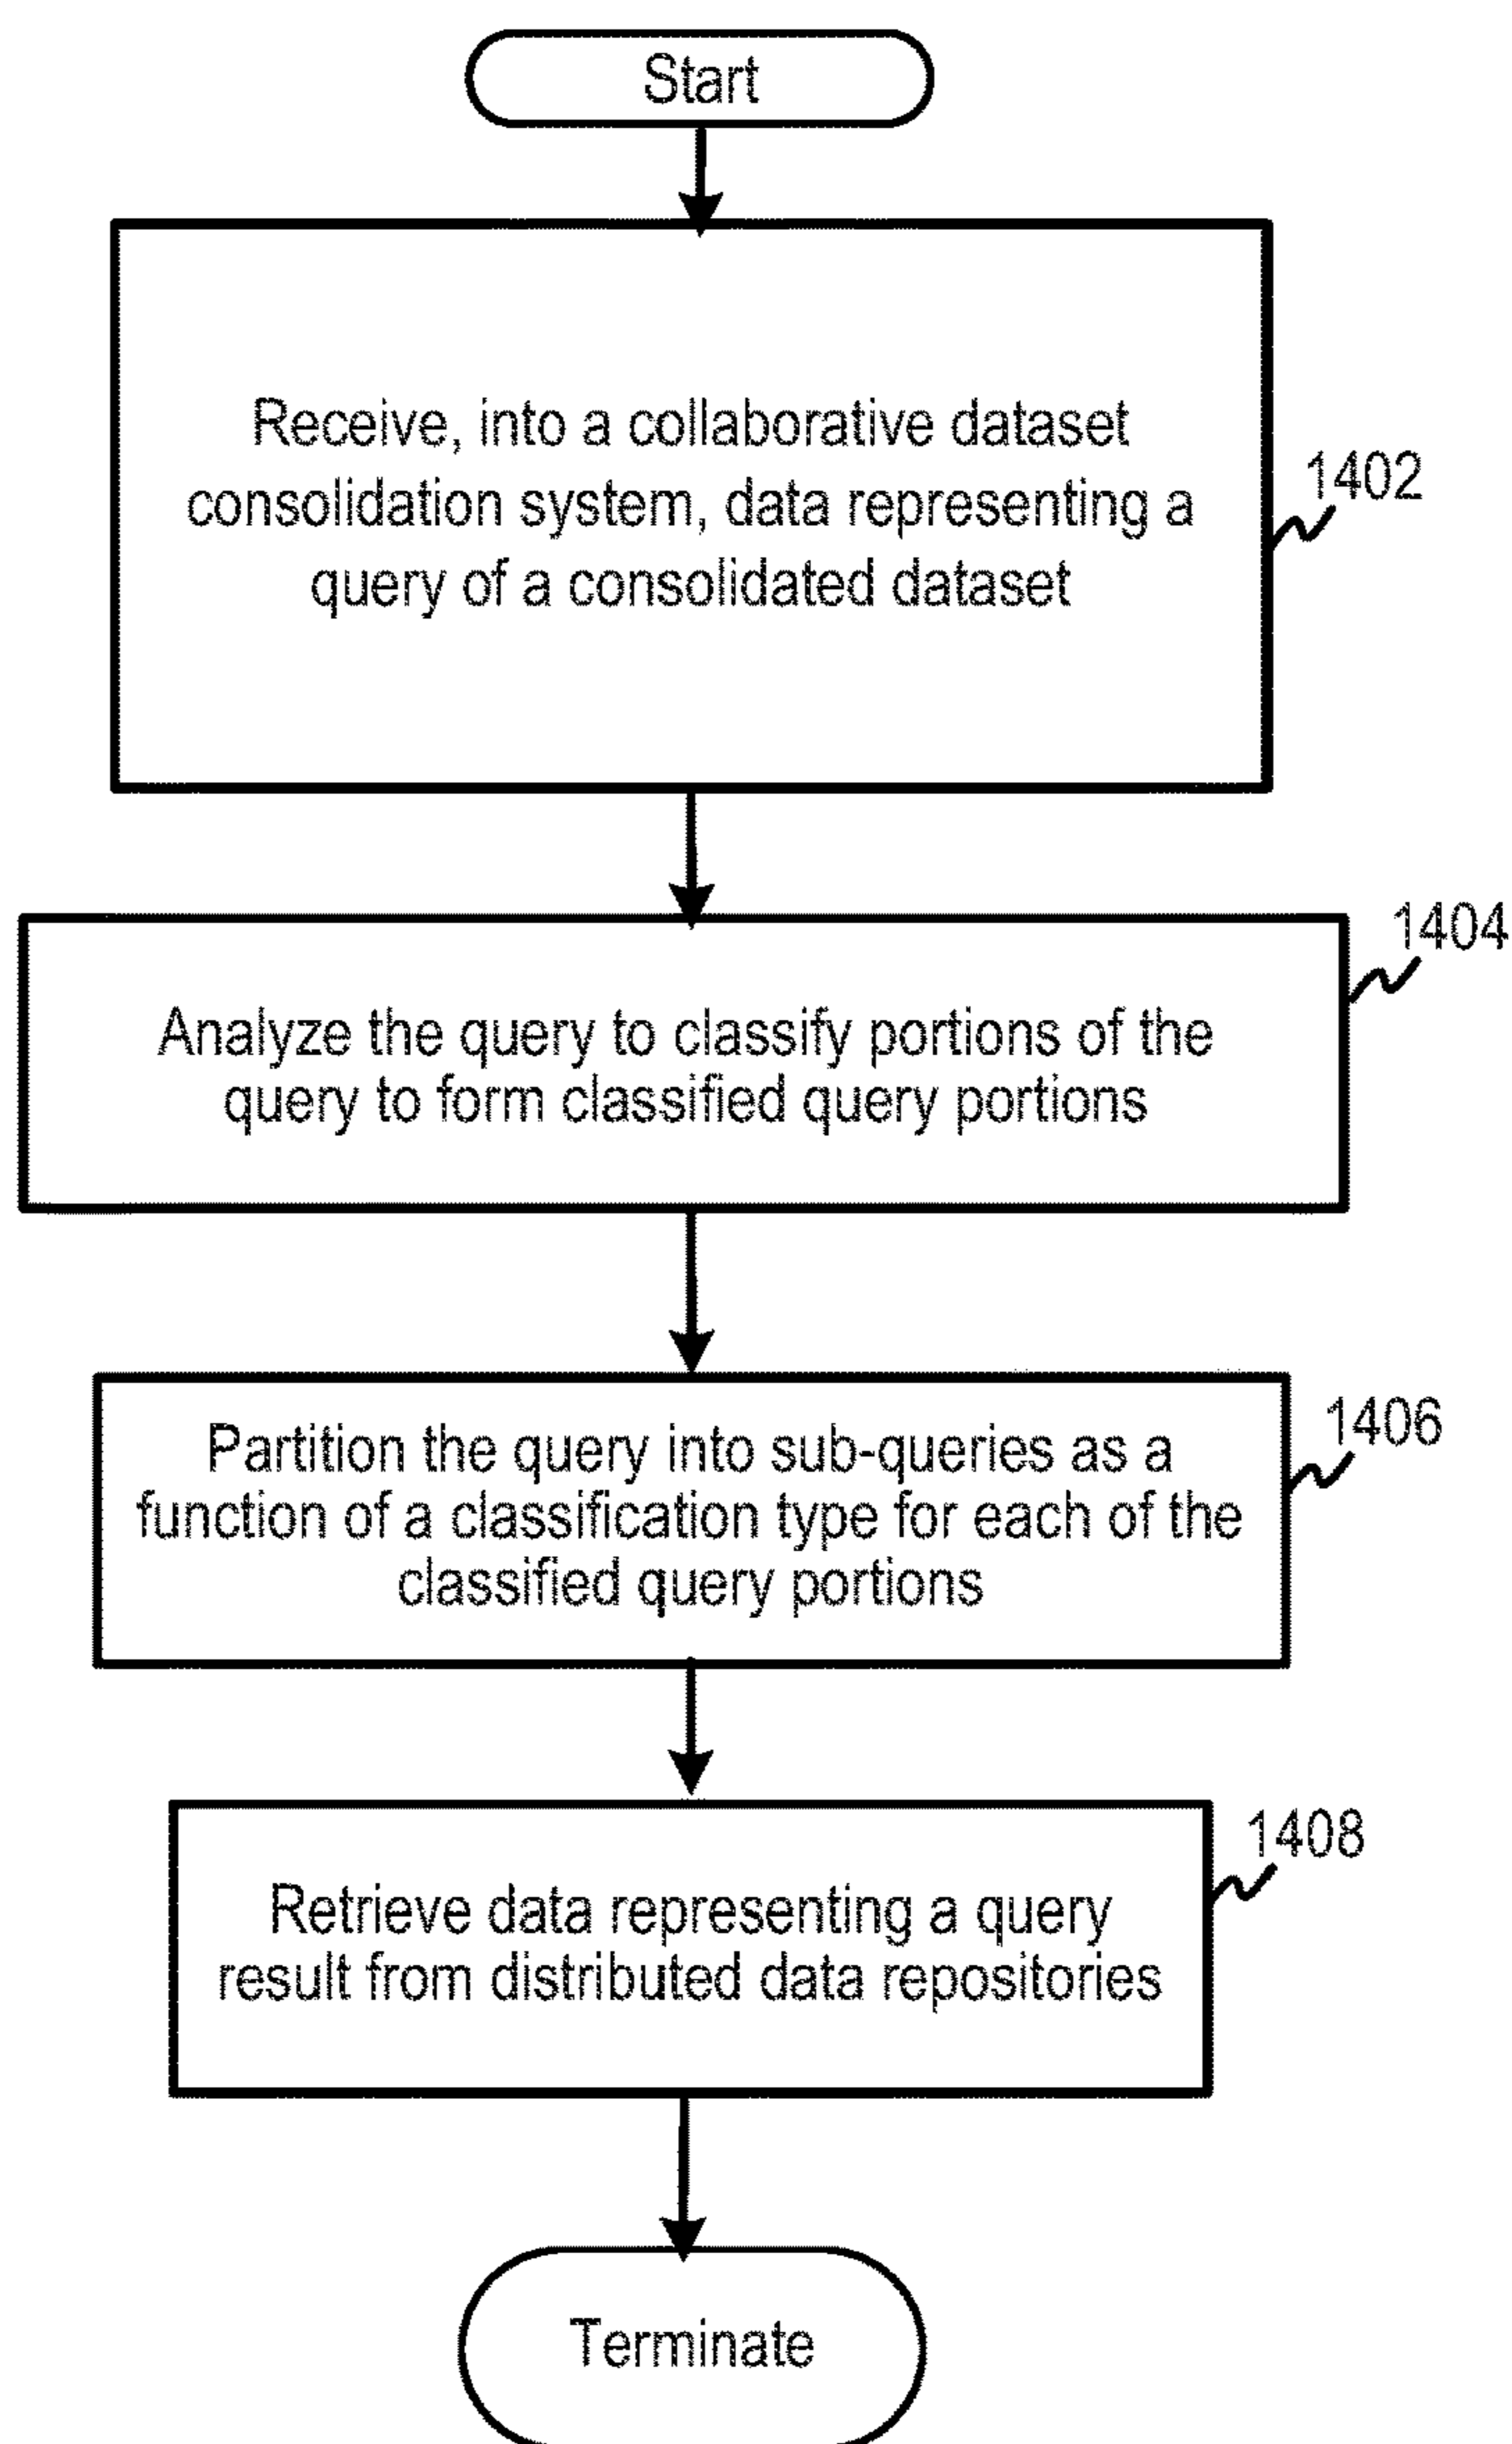 Start
Receive, into a collaborative dataset
consolidation system, data representing a
query of a consolidated dataset
1402
1404
Analyze the query to classify portions of the
query to form classified query portions
1406
Partition the query into sub-queries as a
function of a classification type for each of the
classified query portions
1408
Retrieve data representing a query
result from distributed data repositories
Terminate